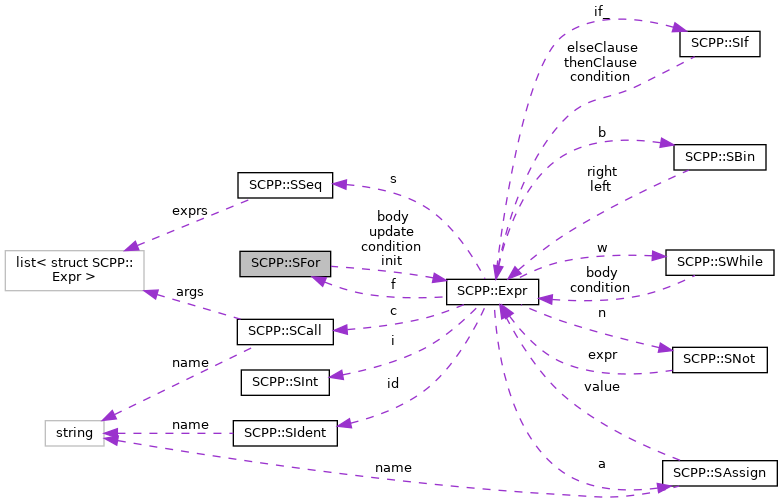 if_
SCPP::SIf
elseClause
thenClause
condition
b
SCPP::SBin
right
left
s
SCPP::SSeq
exprs
body
update
condition
init
w
SCPP::SWhile
list< struct SCPP::
Expr >
SCPP::SFor
f
SCPP::Expr
body
condition
args
c
n
SCPP::SCall
i
name
expr
SCPP::SNot
SCPP::SInt
id
value
string
name
SCPP::SIdent
name
a
SCPP::SAssign